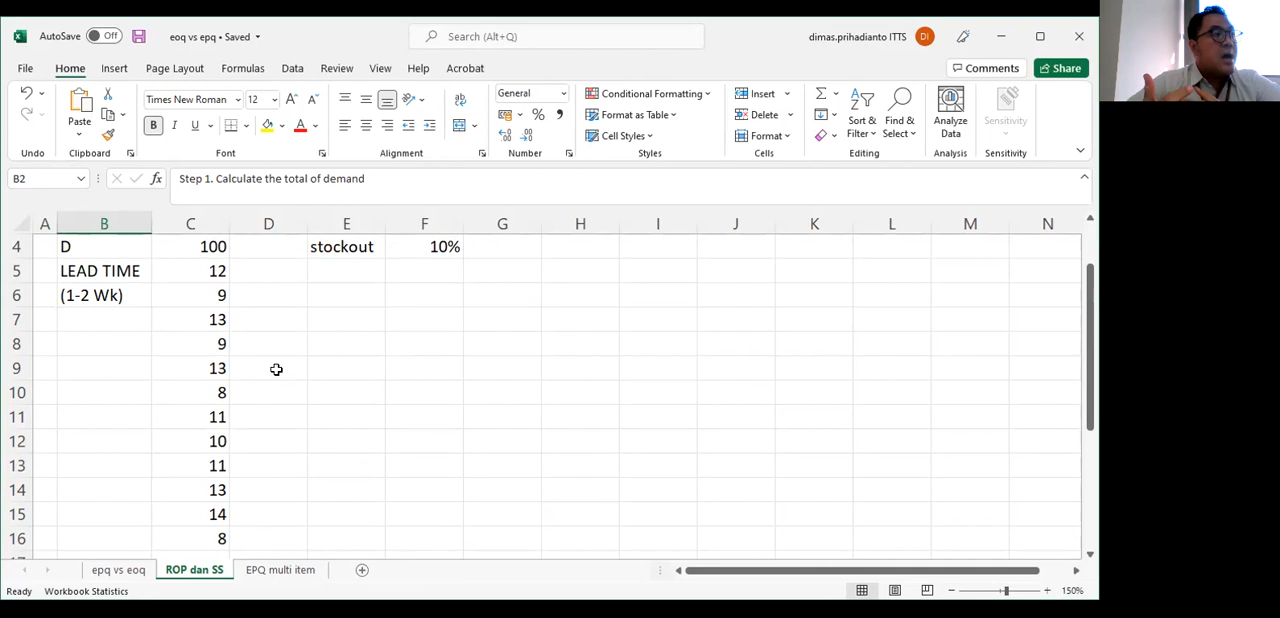 AutoSave Off eoq vs epq • Saved Search (Alt+Q) dimas.prihadianto ITTS DI
File Home Insert Page Layout Formulas Data Review View Help Acrobat Comments Share
Paste Times New Roman 12 B I U A General % Conditional Formatting Format as Table Cell Styles Insert Delete Format Sort & Filter Find & Select Analyze Data Sensitivity
Undo Clipboard Font Alignment Number Styles Cells Editing Analysis Sensitivity
B2 fx Step 1. Calculate the total of demand
A B C D E F G H I J K L M N
4 D 100 stockout 10%
5 LEAD TIME 12
6 (1-2 Wk) 9
7 13
8 9
9 13
10 8
11 11
12 10
13 11
14 13
15 14
16 8
epq vs eoq ROP dan SS EPQ multi item
Ready Workbook Statistics 150%